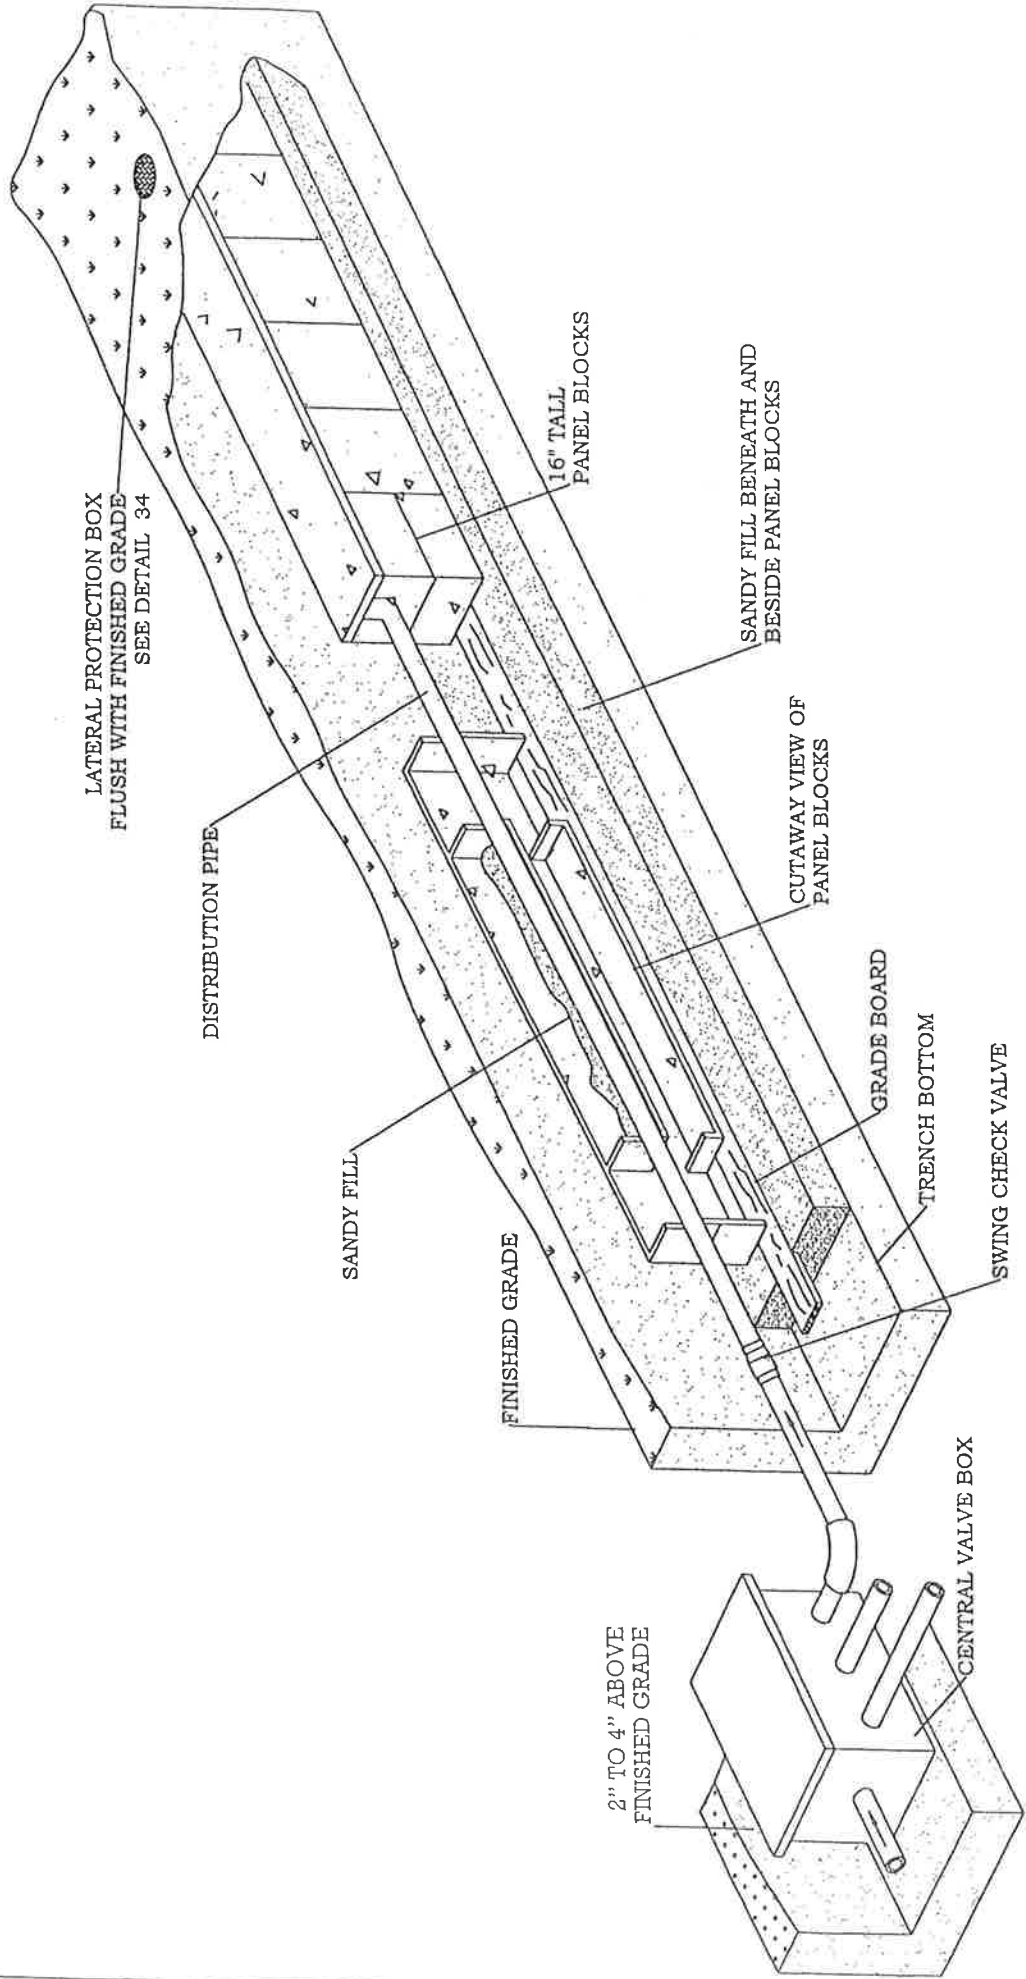 LATERAL PROTECTION BOX
FLUSH WITH FINISHED GRADE
SEE DETAIL 34
DISTRIBUTION PIPE
SANDY FILL
FINISHED GRADE
2" TO 4" ABOVE
FINISHED GRADE
16" TALL
PANEL BLOCKS
SANDY FILL BENEATH AND
BESIDE PANEL BLOCKS
CUTAWAY VIEW OF
PANEL BLOCKS
GRADE BOARD
TRENCH BOTTOM
SWING CHECK VALVE
CENTRAL VALVE BOX